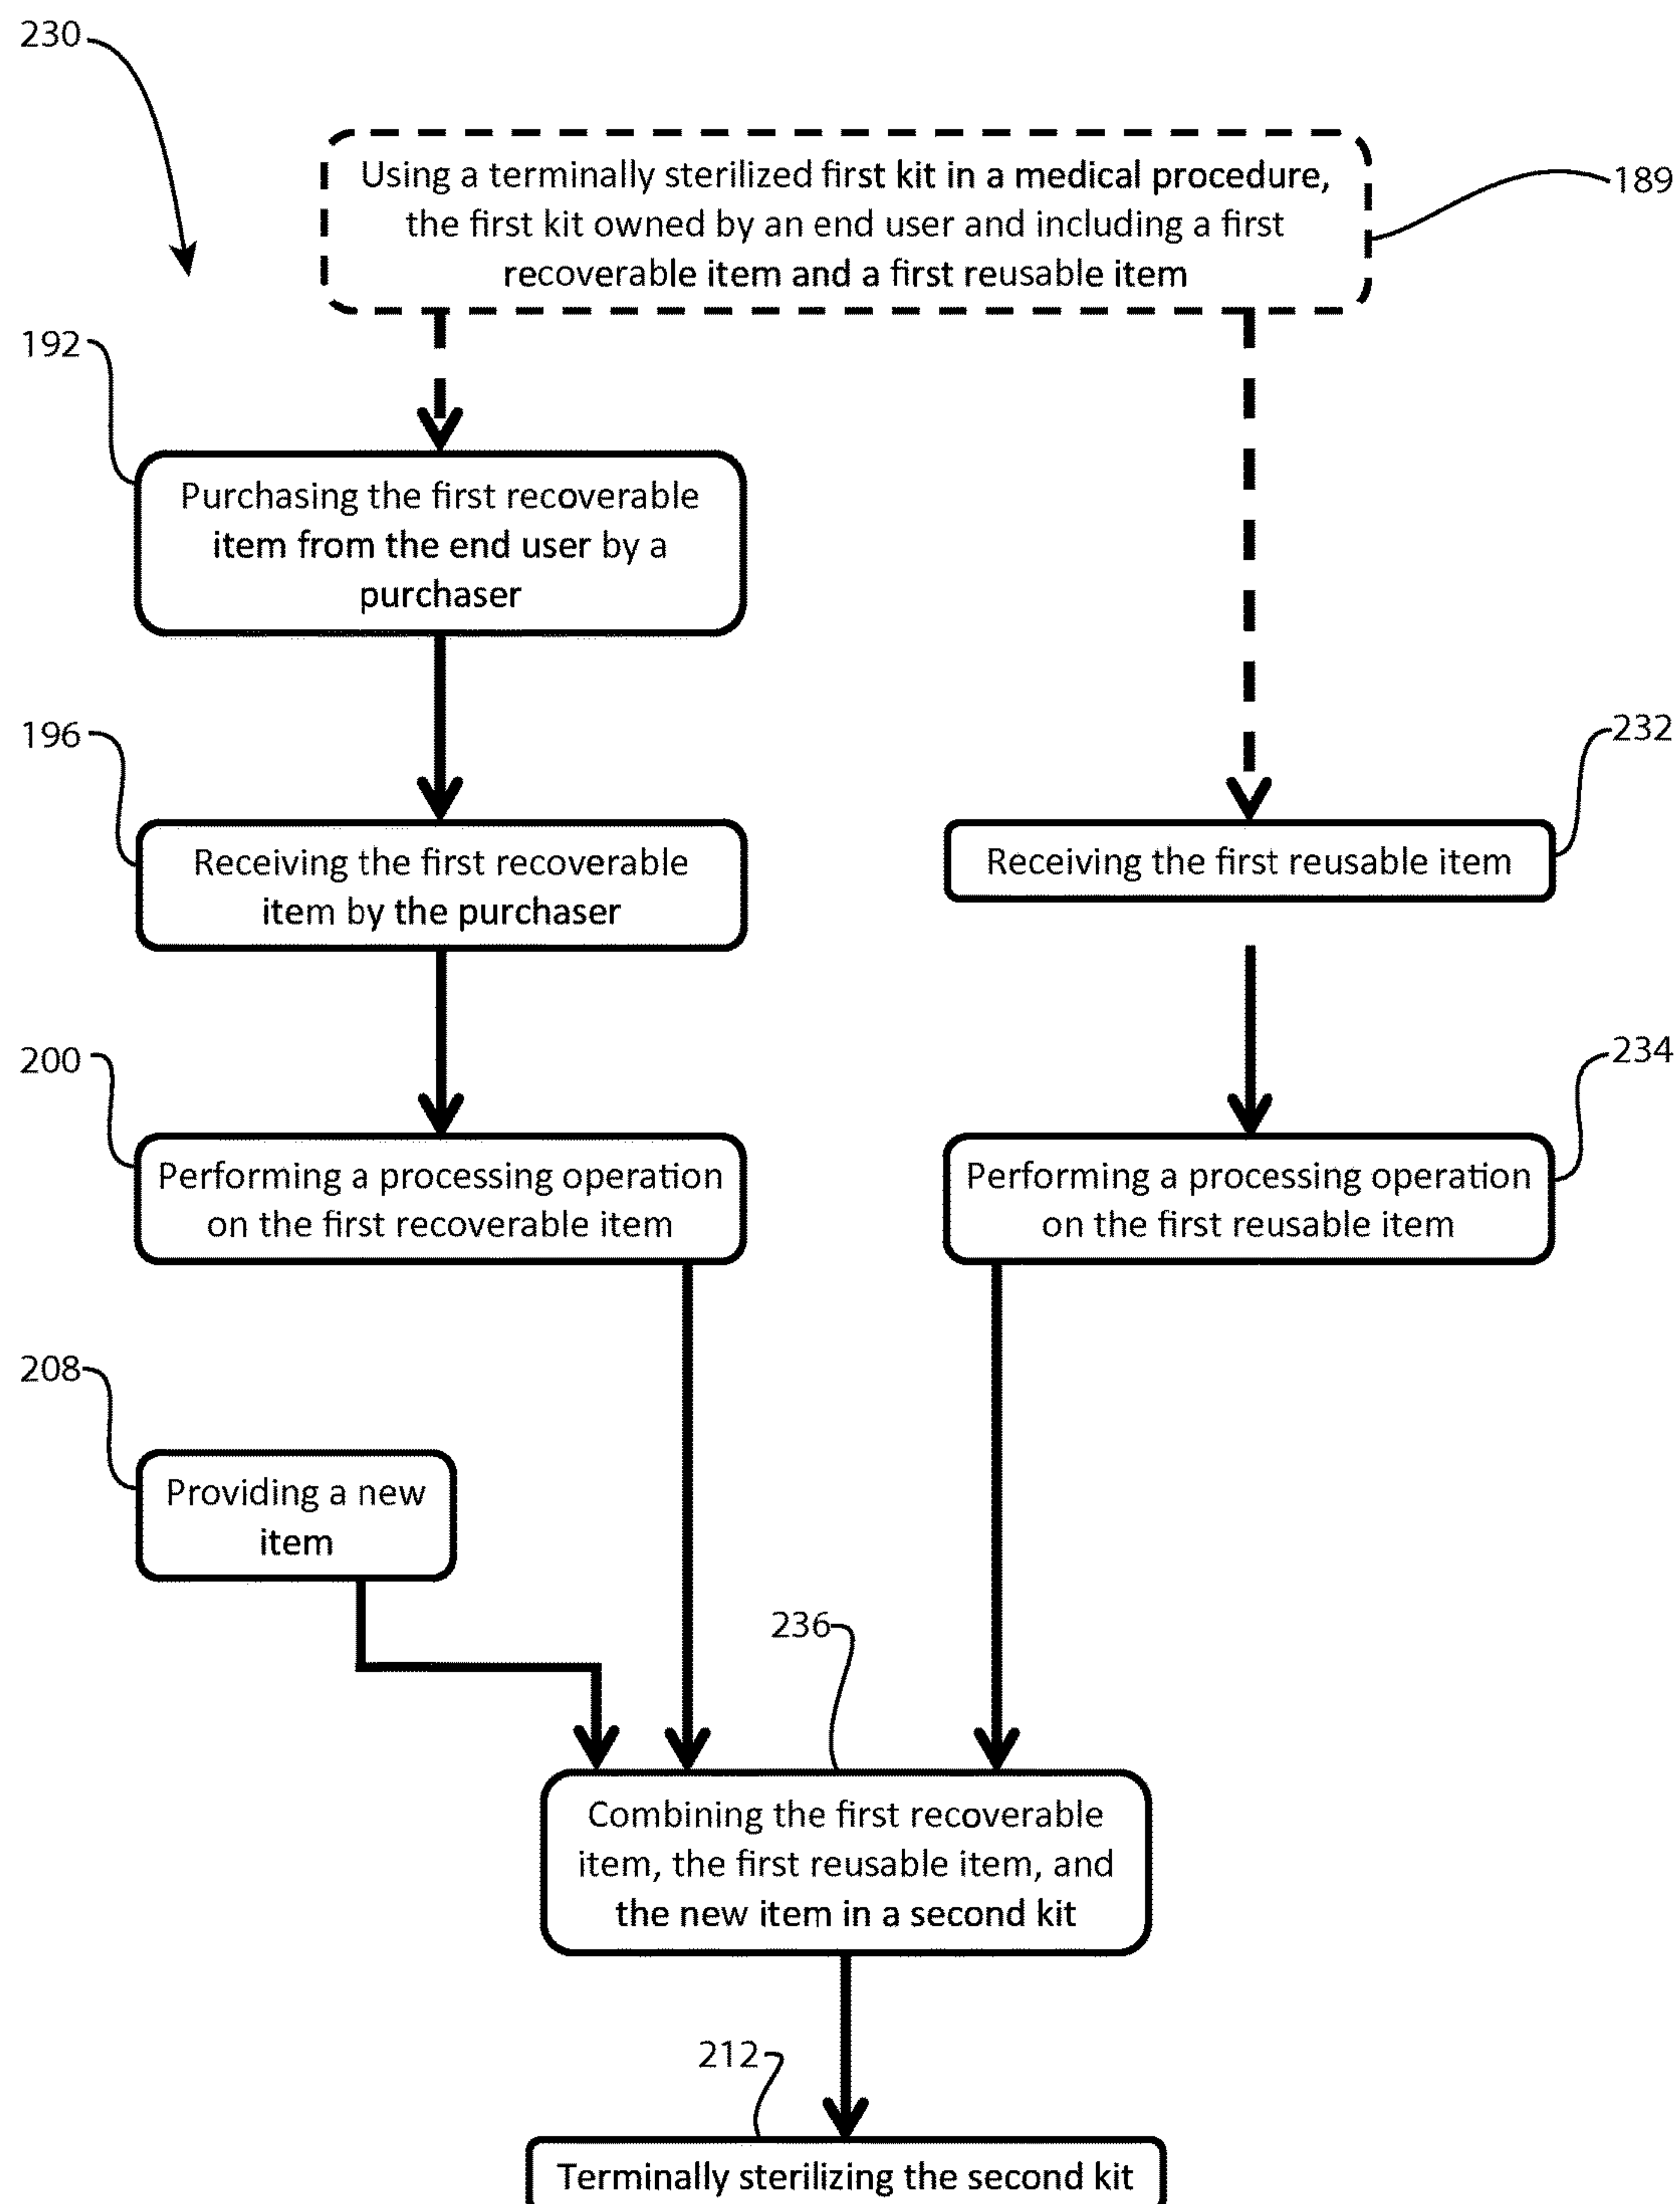 230
Using a terminally sterilized first kit in a medical procedure,
the first kit owned by an end user and including a first
recoverable item and a first reusable item
189
192
Purchasing the first recoverable
item from the end user by a
purchaser
196
Receiving the first recoverable
item by the purchaser
232
Receiving the first reusable item
200
Performing a processing operation
on the first recoverable item
234
Performing a processing operation
on the first reusable item
208
Providing a new
item
236
Combining the first recoverable
item, the first reusable item, and
the new item in a second kit
212
Terminally sterilizing the second kit